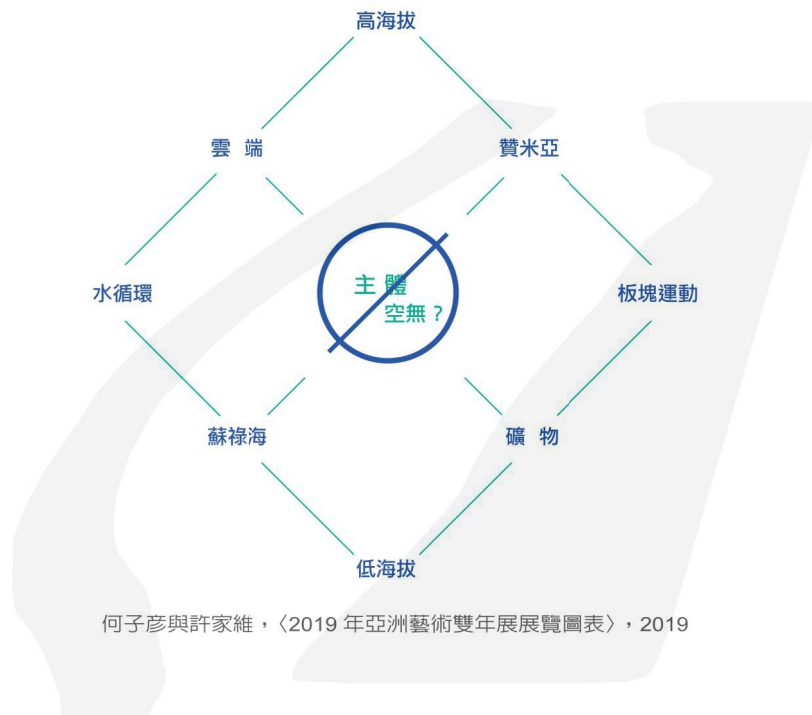 高海拔
雲 端
贊米亞
水循環
主 體
空無?
板塊運動
蘇祿海
礦 物
低海拔
何子彥與許家維,〈2019 年亞洲藝術雙年展展覽圖表〉,2019